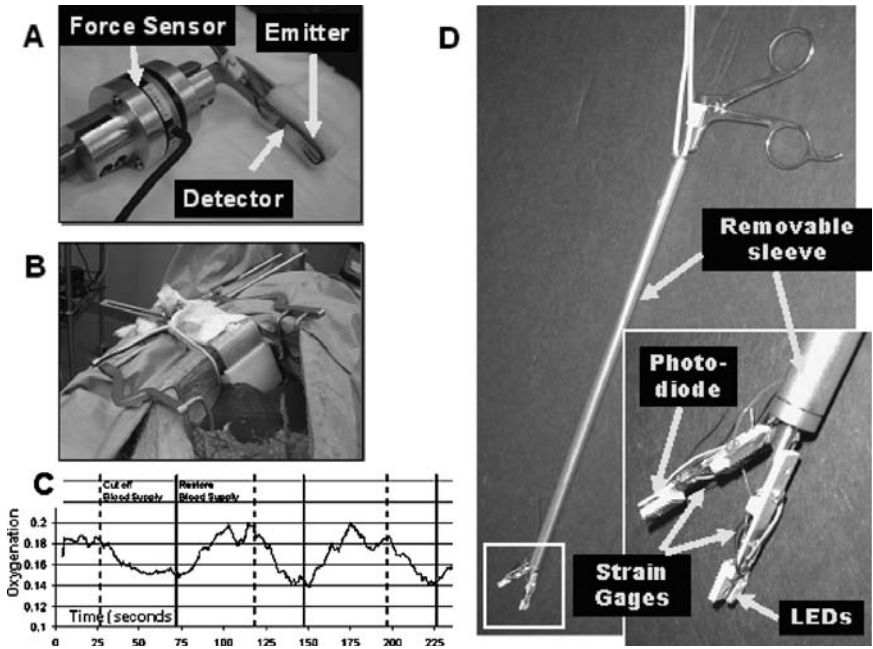 A
Force Sensor
Emitter
Detector
B
C
Cut off
Blood Supply
Restore
Blood Supply
Oxygenation
0.2
0.18
0.16
0.14
0.12
0.1
Time (seconds
0
25
50
75
100
125
150
175
200
225
D
Removable
sleeve
Photo-
diode
Strain
Gages
LEDs